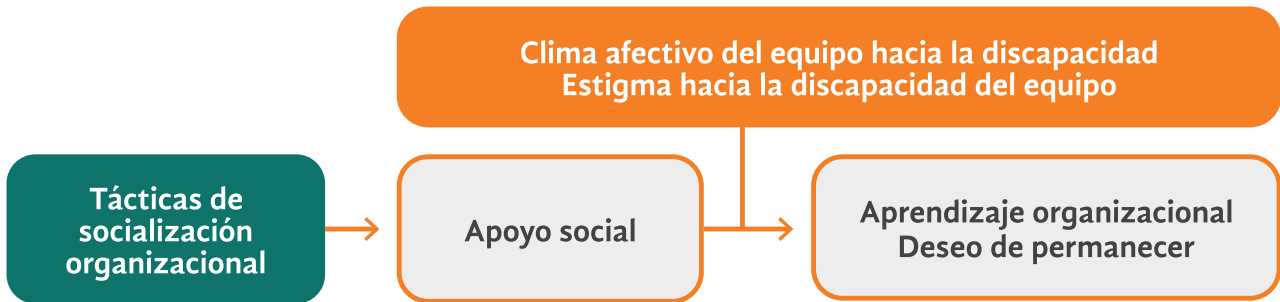 Clima afectivo del equipo hacia la discapacidad
Estigma hacia la discapacidad del equipo
Tácticas de
socialización
organizacional
Apoyo social
Aprendizaje organizacional
Deseo de permanecer